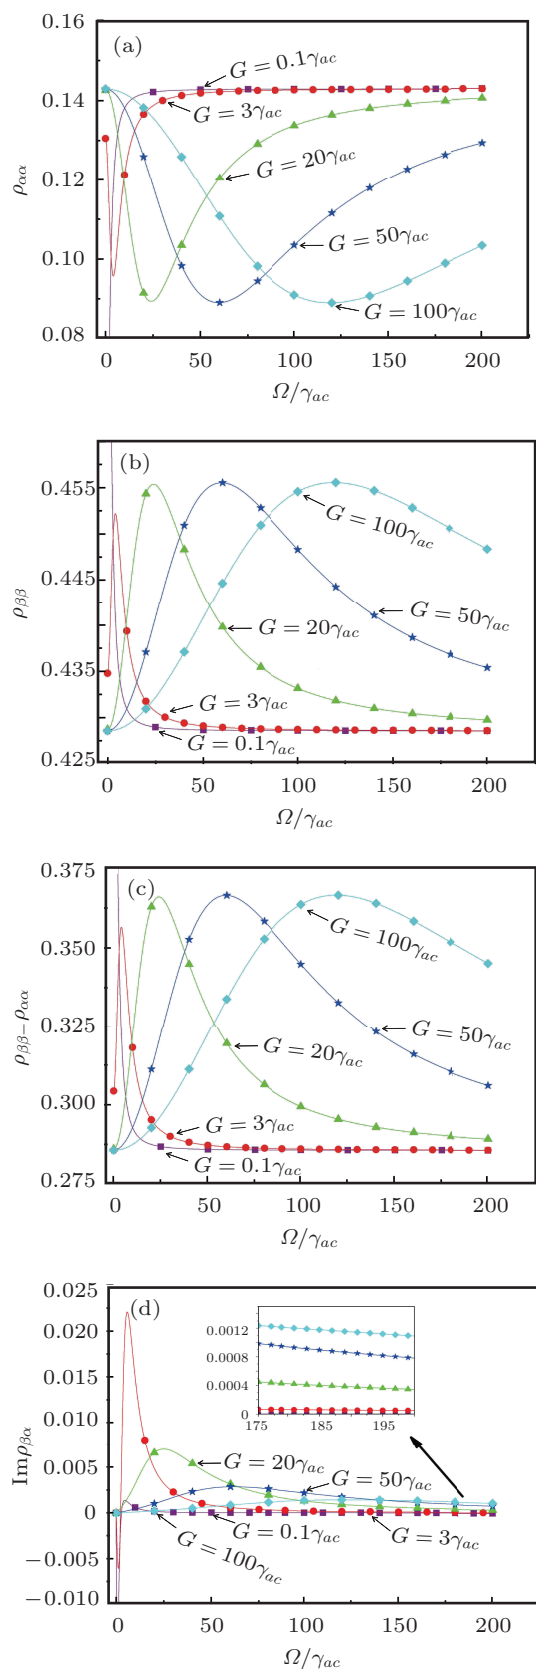 0.16
(a)
G = 0.1γac
0.14
G = 3γac
ραα
0.12
G = 20γac
G = 50γac
0.10
G = 100γac
0.08
0 50 100 150 200
Ω/γac
(b)
0.455
G = 100γac
ρββ
0.445
G = 50γac
G = 20γac
0.435
G = 3γac
G = 0.1γac
0.425
0 50 100 150 200
Ω/γac
0.375
(c)
G = 100γac
0.350
ρββ−ραα
0.325
G = 50γac
G = 20γac
0.300
G = 3γac
G = 0.1γac
0.275
0 50 100 150 200
Ω/γac
0.025
(d)
0.020
0.0012
0.0008
0.0004
0
175 185 195
0.015
0.010
Imρβα
G = 20γac
G = 50γac
0.005
0
G = 0.1γac
G = 3γac
G = 100γac
−0.005
−0.010
0 50 100 150 200
Ω/γac